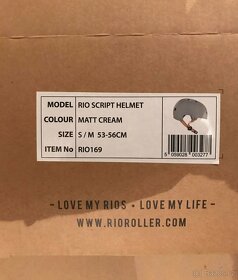 MODEL RIO SCRIPT HELMET
COLOUR MATT CREAM
SIZE S / M 53-56CM
ITEM No RIO169
5 059028 003277
- LOVE MY RIOS - LOVE MY LIFE -
WWW.RIOROLLER.COM